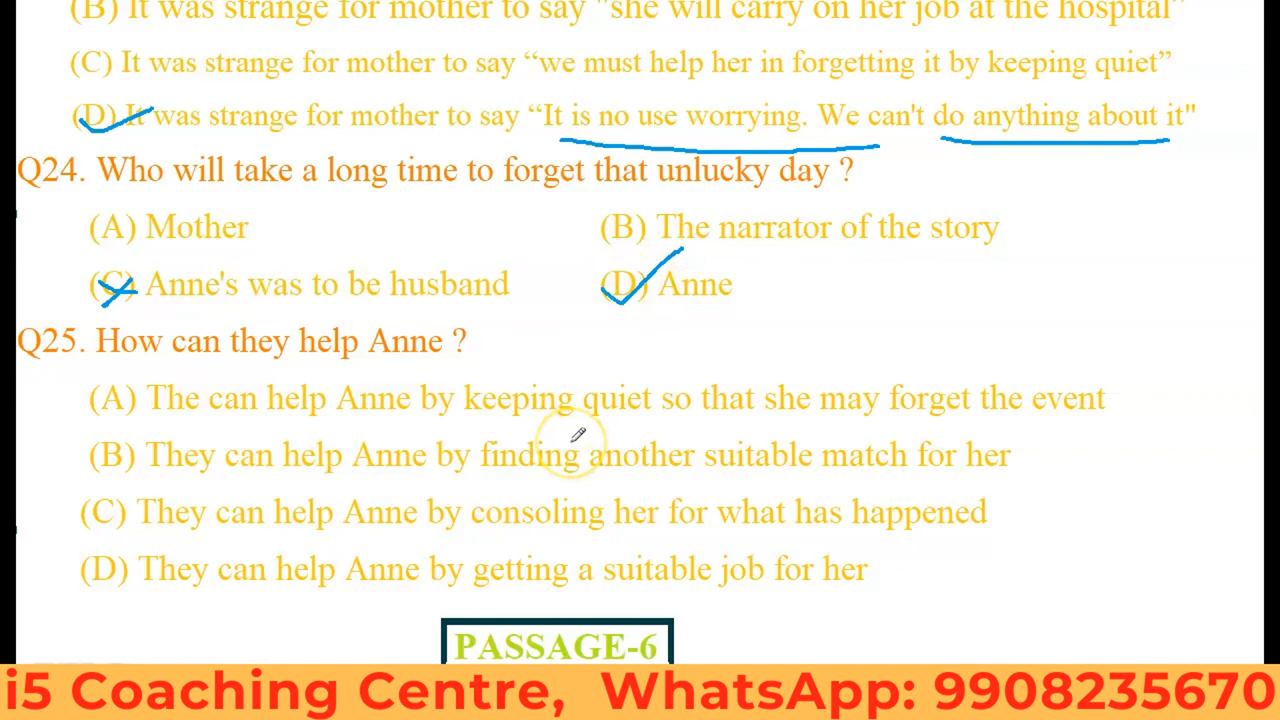 (B) It was strange for mother to say "she will carry on her job at the hospital"
(C) It was strange for mother to say “we must help her in forgetting it by keeping quiet”
(D) It was strange for mother to say “It is no use worrying. We can't do anything about it"
Q24. Who will take a long time to forget that unlucky day ?
(A) Mother (B) The narrator of the story
(C) Anne's was to be husband (D) Anne
Q25. How can they help Anne ?
(A) The can help Anne by keeping quiet so that she may forget the event
(B) They can help Anne by finding another suitable match for her
(C) They can help Anne by consoling her for what has happened
(D) They can help Anne by getting a suitable job for her
PASSAGE-6
i5 Coaching Centre, WhatsApp: 9908235670